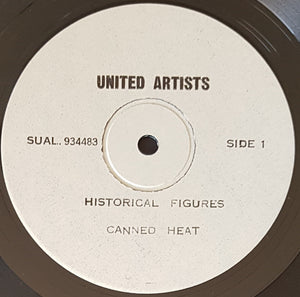 UNITED ARTISTS
SUAL.. 934483 SIDE 1
HISTORICAL FIGURES
CANNED HEAT